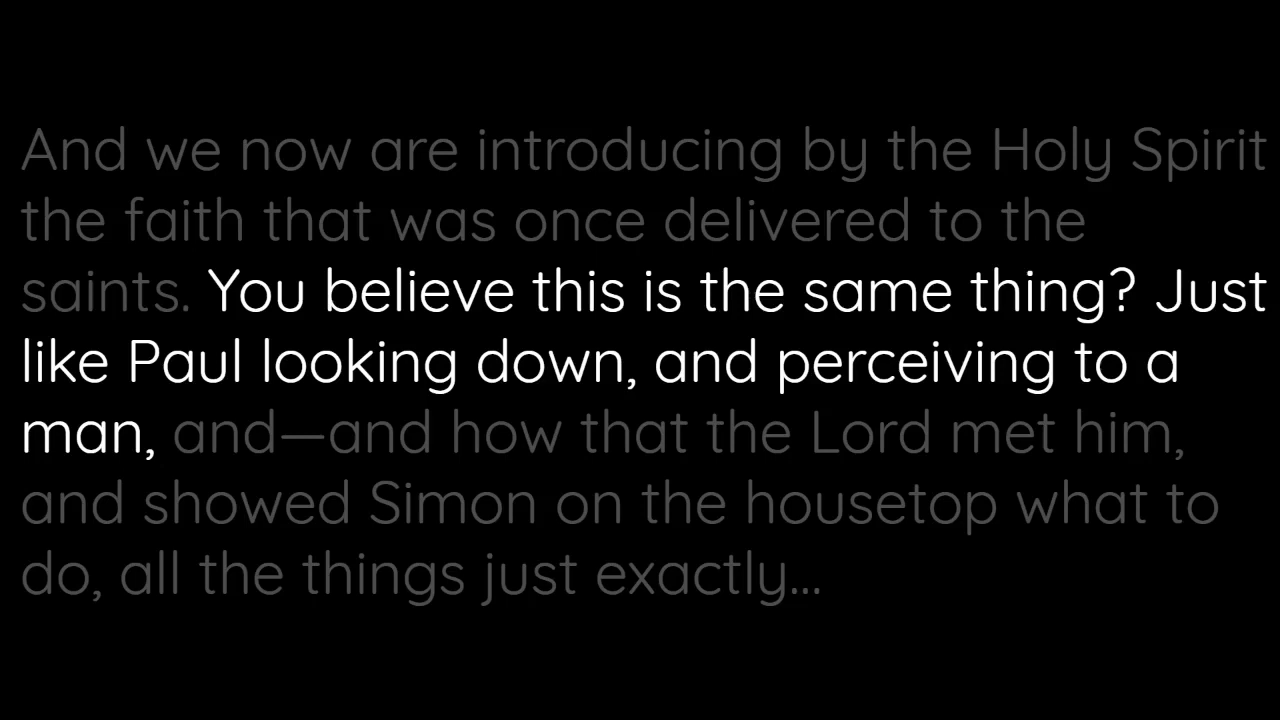 And we now are introducing by the Holy Spirit
the faith that was once delivered to the
saints. You believe this is the same thing? Just
like Paul looking down, and perceiving to a
man, and—and how that the Lord met him,
and showed Simon on the housetop what to
do, all the things just exactly...